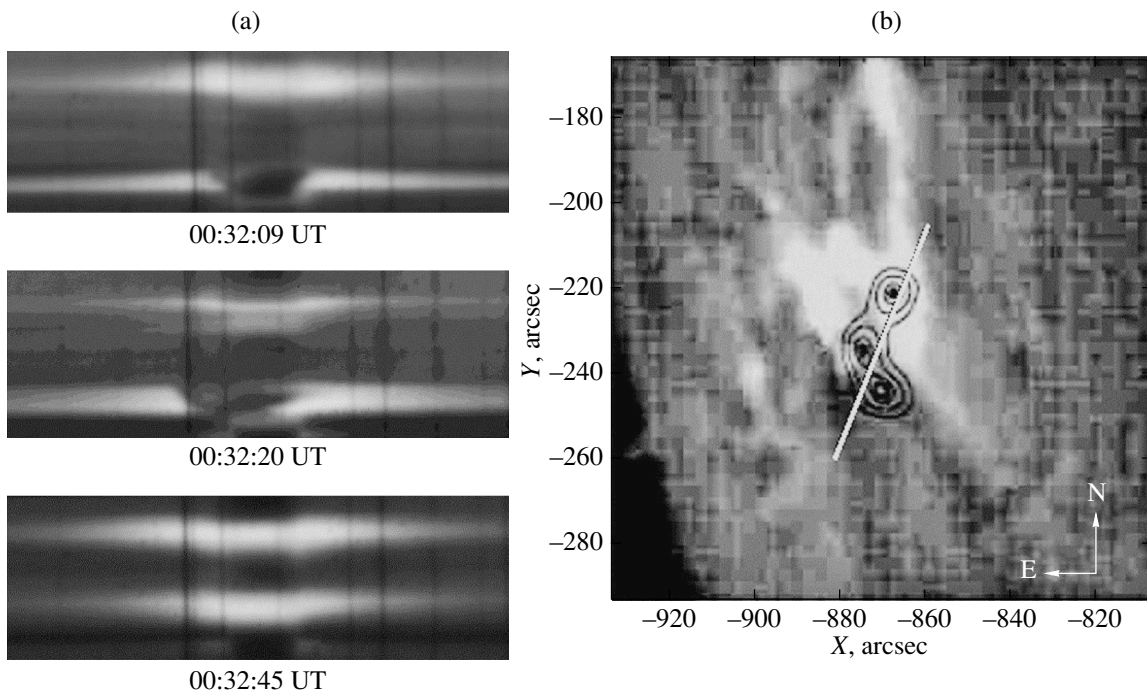 (a)
00:32:09 UT
00:32:20 UT
00:32:45 UT
(b)
–180
–200
–220
–240
–260
–280
Y, arcsec
N
E
–920 –900 –880 –860 –840 –820
X, arcsec